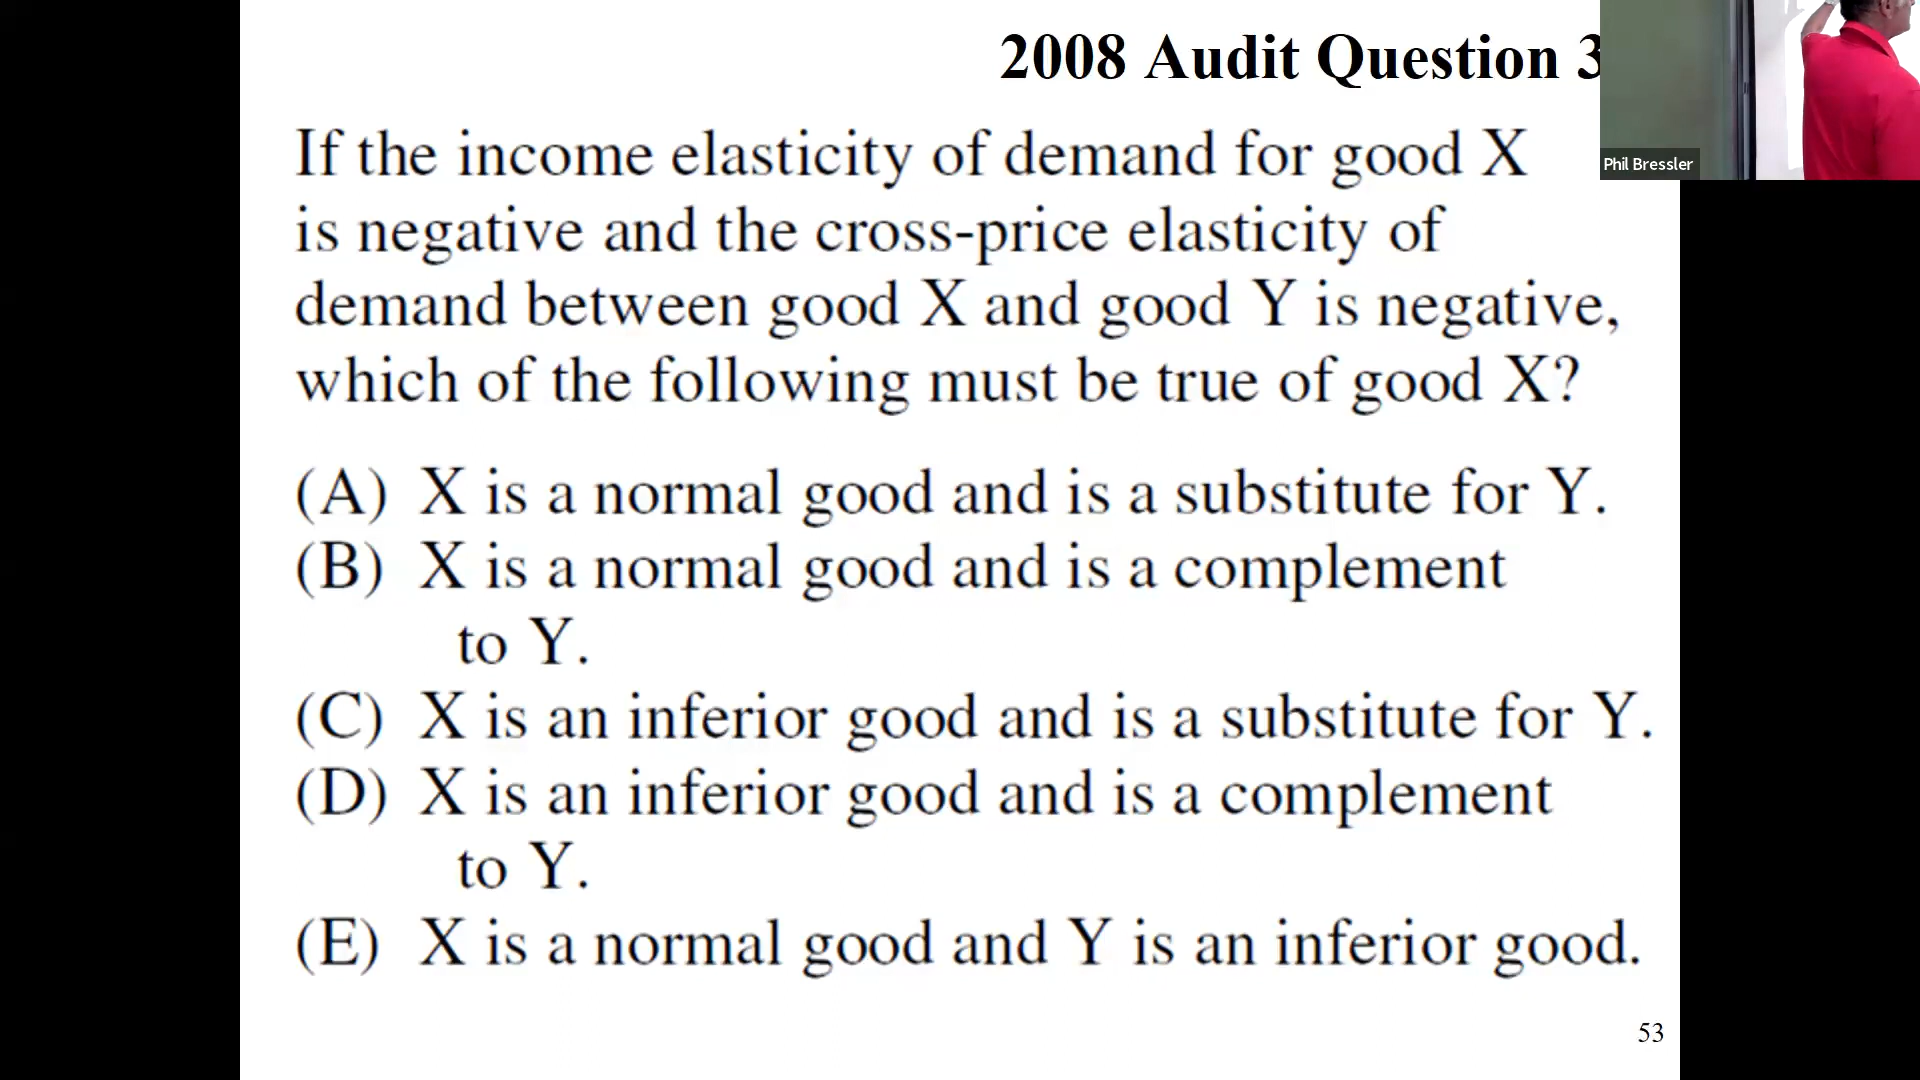 2008 Audit Question 3
Phil Bressler
If the income elasticity of demand for good X
is negative and the cross-price elasticity of
demand between good X and good Y is negative,
which of the following must be true of good X?
(A) X is a normal good and is a substitute for Y.
(B) X is a normal good and is a complement
to Y.
(C) X is an inferior good and is a substitute for Y.
(D) X is an inferior good and is a complement
to Y.
(E) X is a normal good and Y is an inferior good.
53